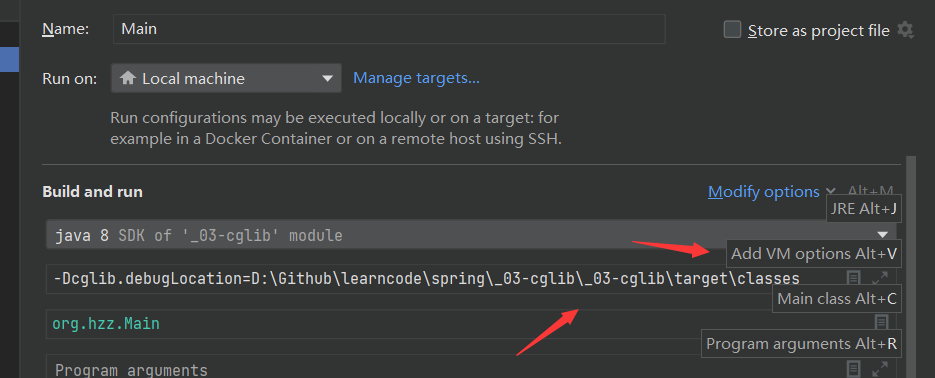 Name: Main Store as project file
Run on: Local machine Manage targets...
Run configurations may be executed locally or on a target: for
example in a Docker Container or on a remote host using SSH.
Build and run Modify options Alt+M
JRE Alt+J
java 8 SDK of '_03-cglib' module
Add VM options Alt+V
-Dcglib.debugLocation=D:\Github\learncode\spring\_03-cglib\_03-cglib\target\classes
Main class Alt+C
org.hzz.Main
Program arguments Alt+R
Program arguments